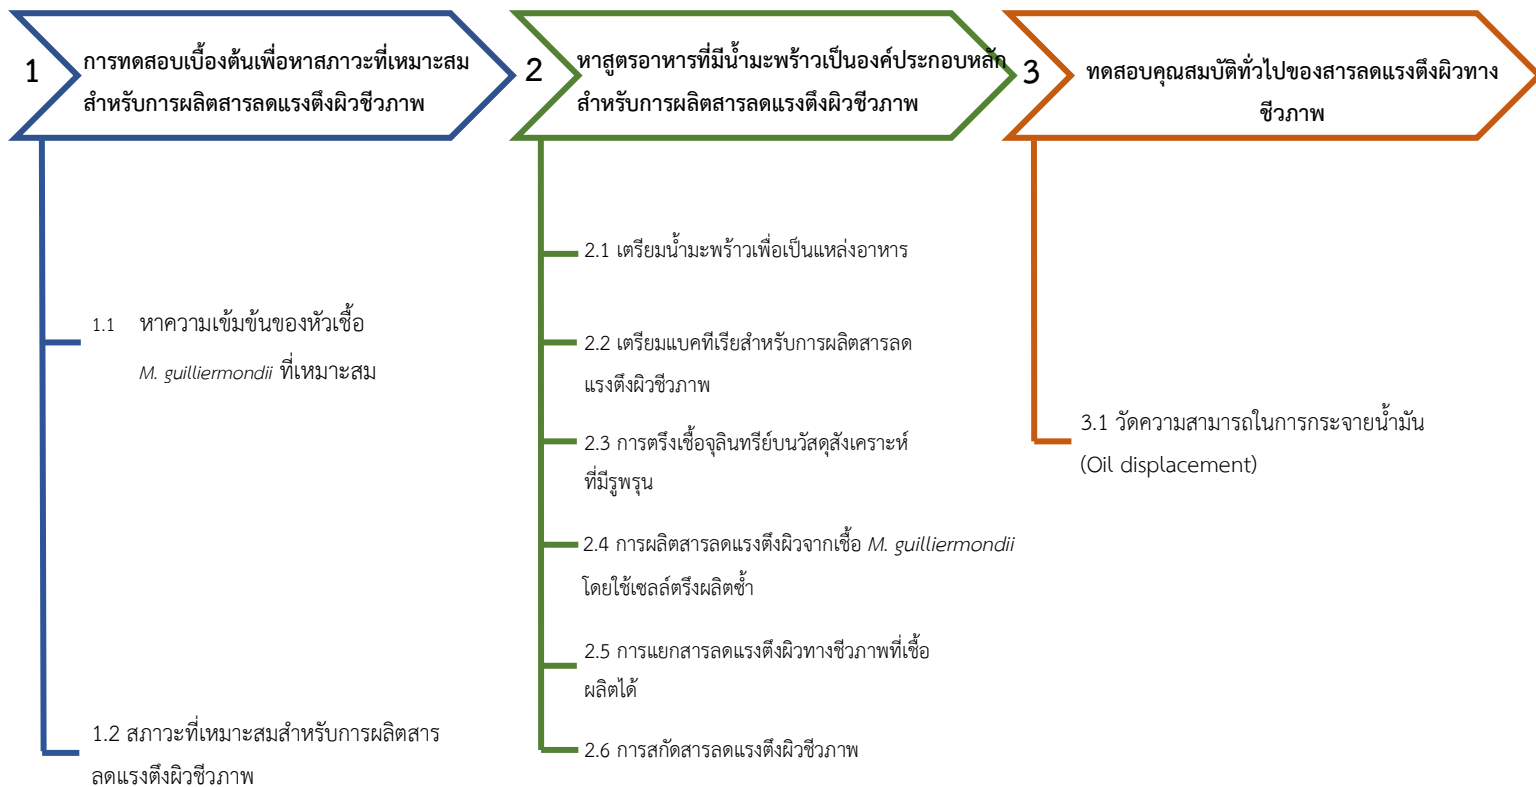 1
การทดสอบเบื้องต้นเพื่อหาสภาวะที่เหมาะสม
สำหรับการผลิตสารลดแรงตึงผิวชีวภาพ
1.1 หาความเข้มข้นของหัวเชื้อ
M. guilliermondii ที่เหมาะสม
1.2 สภาวะที่เหมาะสมสำหรับการผลิตสาร
ลดแรงตึงผิวชีวภาพ
2
หาสูตรอาหารที่มีน้ำมะพร้าวเป็นองค์ประกอบหลัก
สำหรับการผลิตสารลดแรงตึงผิวชีวภาพ
2.1 เตรียมน้ำมะพร้าวเพื่อเป็นแหล่งอาหาร
2.2 เตรียมแบคทีเรียสำหรับการผลิตสารลด
แรงตึงผิวชีวภาพ
2.3 การตรึงเชื้อจุลินทรีย์บนวัสดุสังเคราะห์
ที่มีรูพรุน
2.4 การผลิตสารลดแรงตึงผิวจากเชื้อ M. guilliermondii
โดยใช้เซลล์ตรึงผลิตซ้ำ
2.5 การแยกสารลดแรงตึงผิวทางชีวภาพที่เชื้อ
ผลิตได้
2.6 การสกัดสารลดแรงตึงผิวชีวภาพ
3
ทดสอบคุณสมบัติทั่วไปของสารลดแรงตึงผิวทาง
ชีวภาพ
3.1 วัดความสามารถในการกระจายน้ำมัน
(Oil displacement)